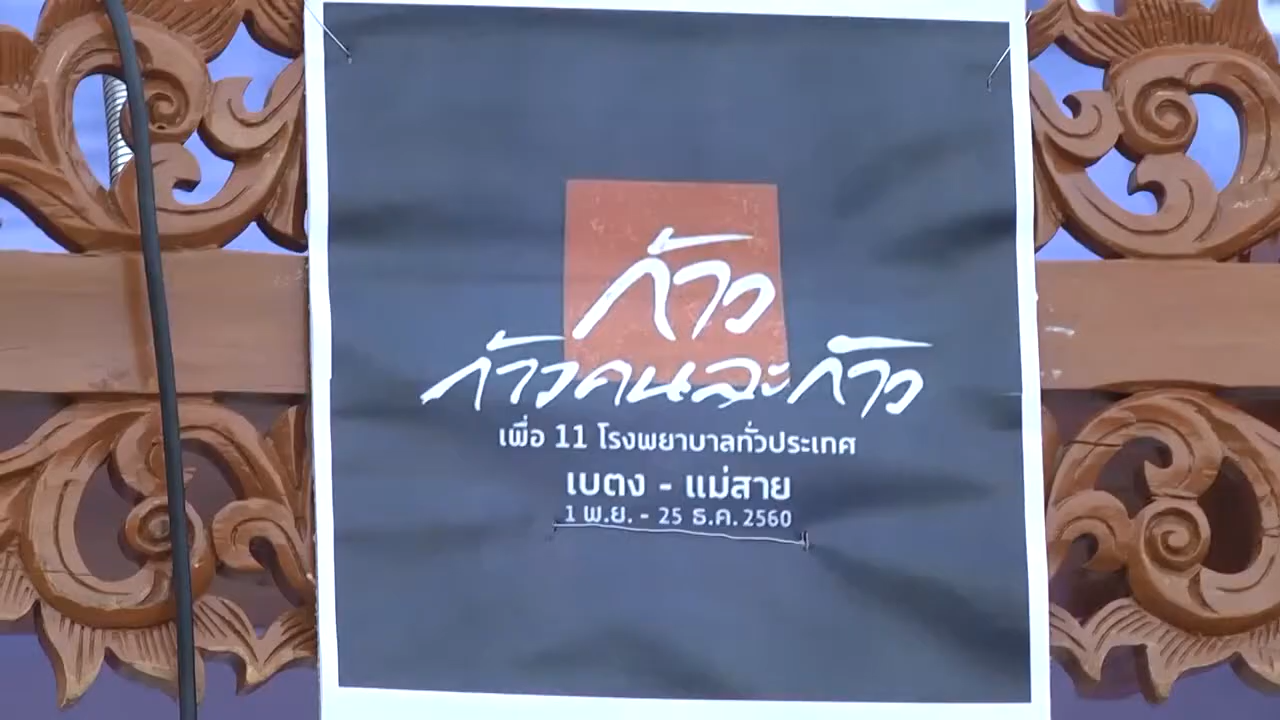 ก้าว
ก้าวคนละก้าว
เพื่อ 11 โรงพยาบาลทั่วประเทศ
เบตง - แม่สาย
1 พ.ย. - 25 ธ.ค. 2560